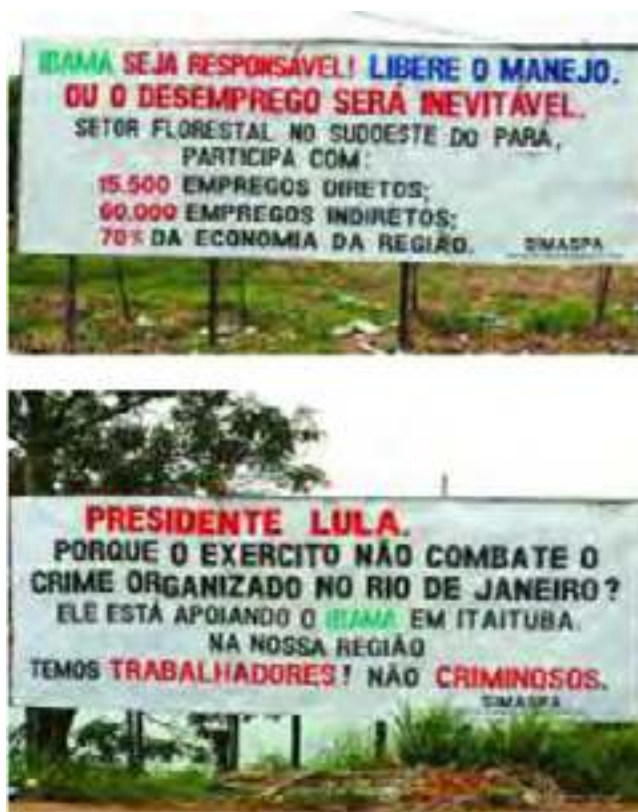 IBAMA SEJA RESPONSÁVEL! LIBERE O MANEJO.
OU O DESEMPREGO SERÁ INEVITÁVEL.
SETOR FLORESTAL NO SUDOESTE DO PARÁ,
PARTICIPA COM:
15.500 EMPREGOS DIRETOS;
60.000 EMPREGOS INDIRETOS;
70% DA ECONOMIA DA REGIÃO. SIMASPA
PRESIDENTE LULA.
PORQUE O EXERCITO NÃO COMBATE O
CRIME ORGANIZADO NO RIO DE JANEIRO?
ELE ESTÁ APOIANDO O IBAMA EM ITAITUBA.
NA NOSSA REGIÃO
TEMOS TRABALHADORES! NÃO CRIMINOSOS.
SIMASPA